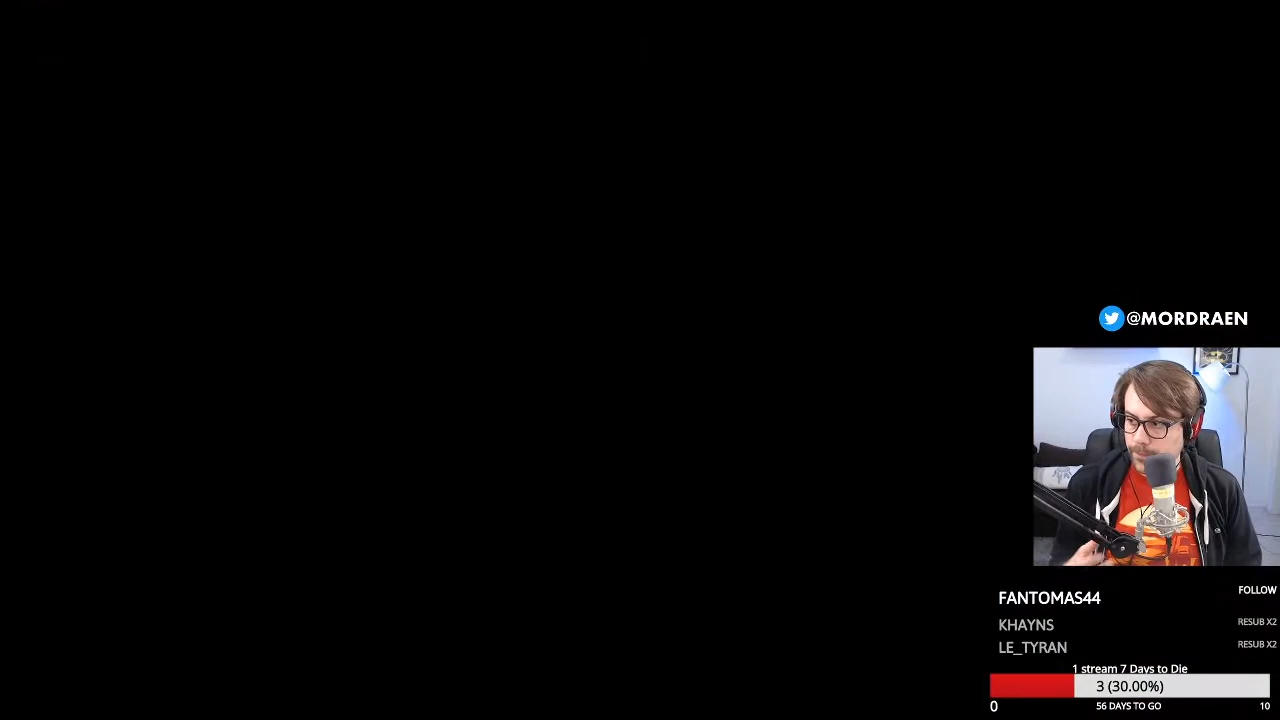 @MORDRAEN
FANTOMAS44 FOLLOW
KHAYNS RESUB X2
LE_TYRAN RESUB X2
1 stream 7 Days to Die
3 (30.00%)
0 56 DAYS TO GO 10